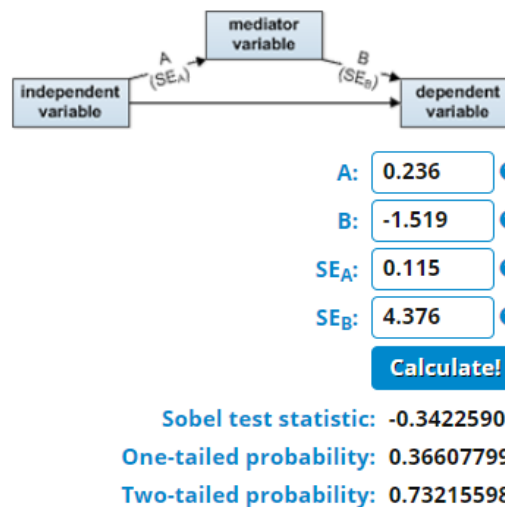 mediator
variable
A
(SEA)
B
(SEB)
independent
variable
dependent
variable
A: 0.236
B: -1.519
SEA: 0.115
SEB: 4.376
Calculate!
Sobel test statistic: -0.3422590
One-tailed probability: 0.36607799
Two-tailed probability: 0.73215598